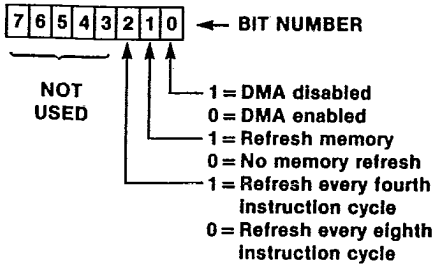 7 6 5 4 3 2 1 0 BIT NUMBER
NOT
USED
1 = DMA disabled
0 = DMA enabled
1 = Refresh memory
0 = No memory refresh
1 = Refresh every fourth
instruction cycle
0 = Refresh every eighth
instruction cycle